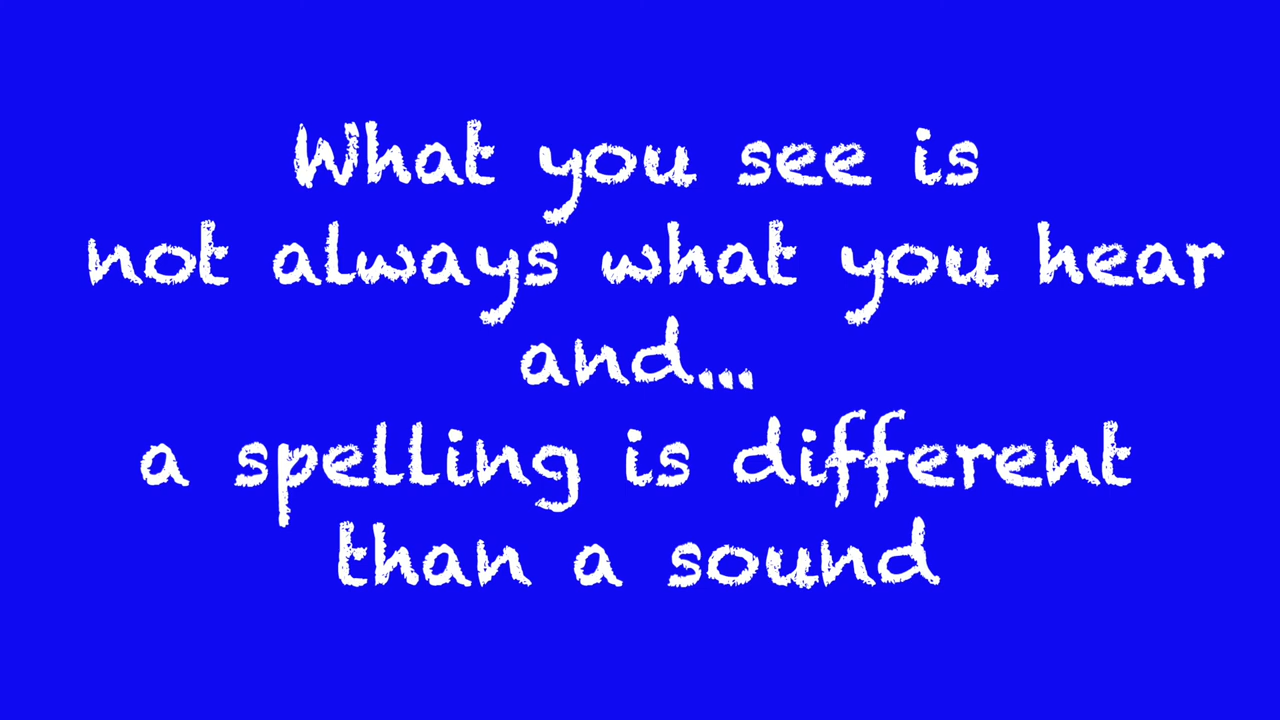 What you see is
not always what you hear
and...
a spelling is different
than a sound